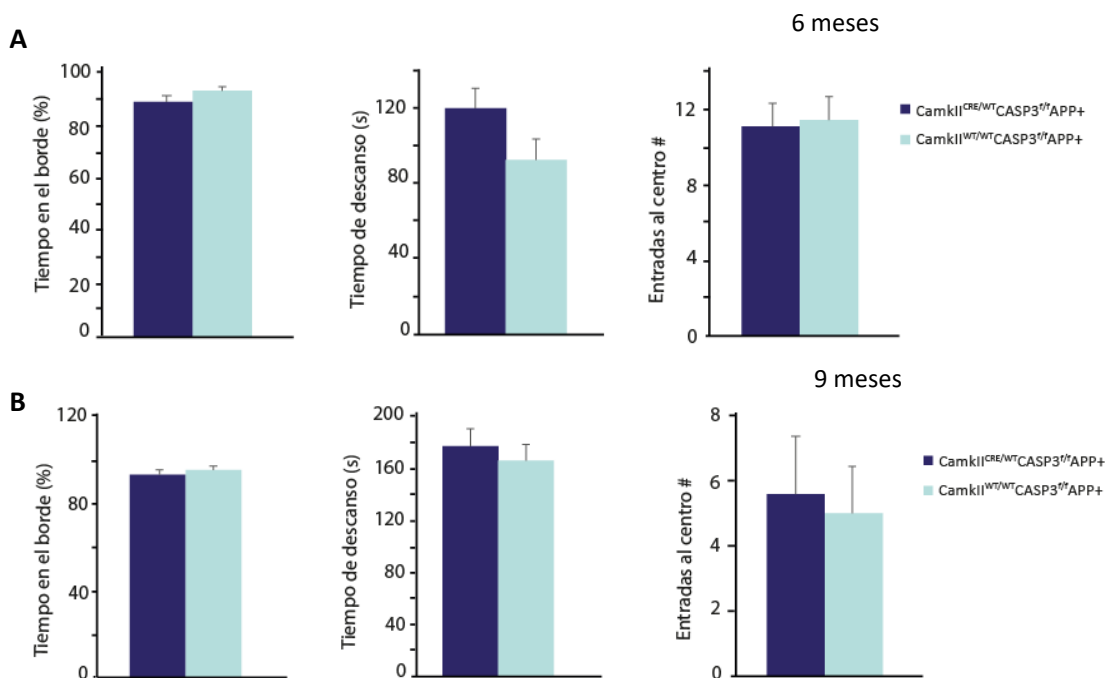 6 meses
A
Tiempo en el borde (%)
100
80
60
40
20
0
Tiempo de descanso (s)
120
80
40
0
Entradas al centro #
12
8
4
0
CamkII^CRE/WT CASP3^f/f APP+
CamkII^WT/WT CASP3^f/f APP+
9 meses
B
Tiempo en el borde (%)
120
80
40
0
Tiempo de descanso (s)
200
160
120
80
40
0
Entradas al centro #
8
6
4
2
0
CamkII^CRE/WT CASP3^f/f APP+
CamkII^WT/WT CASP3^f/f APP+